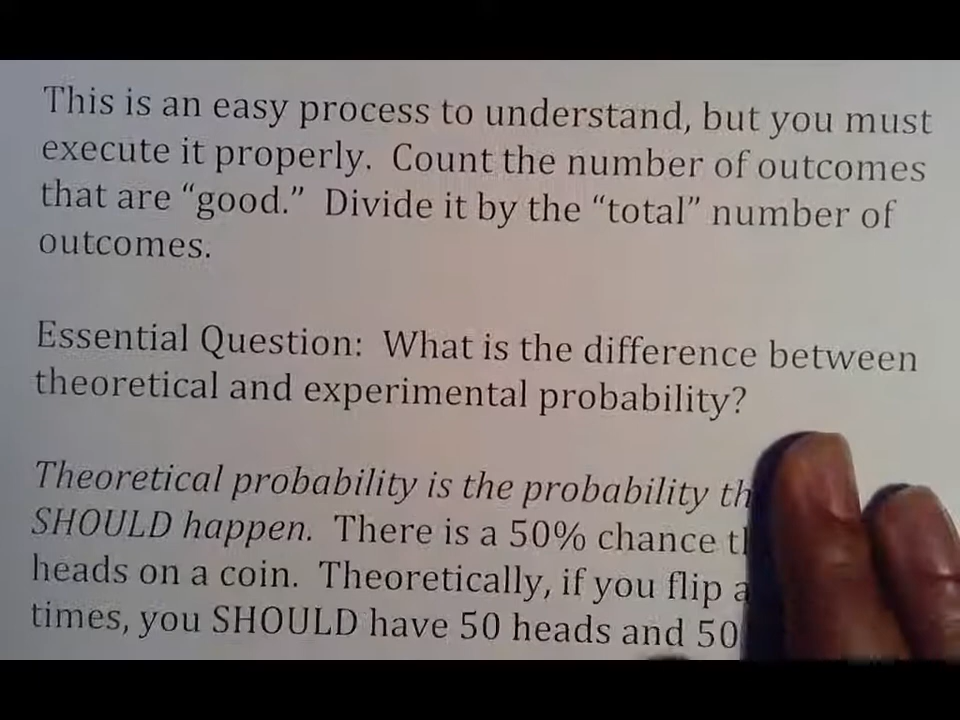 This is an easy process to understand, but you must
execute it properly.  Count the number of outcomes
that are “good.”  Divide it by the “total” number of
outcomes.
Essential Question:  What is the difference between
theoretical and experimental probability?
Theoretical probability is the probability
SHOULD happen.  There is a 50% chance
heads on a coin.  Theoretically, if you flip
times, you SHOULD have 50 heads and 50